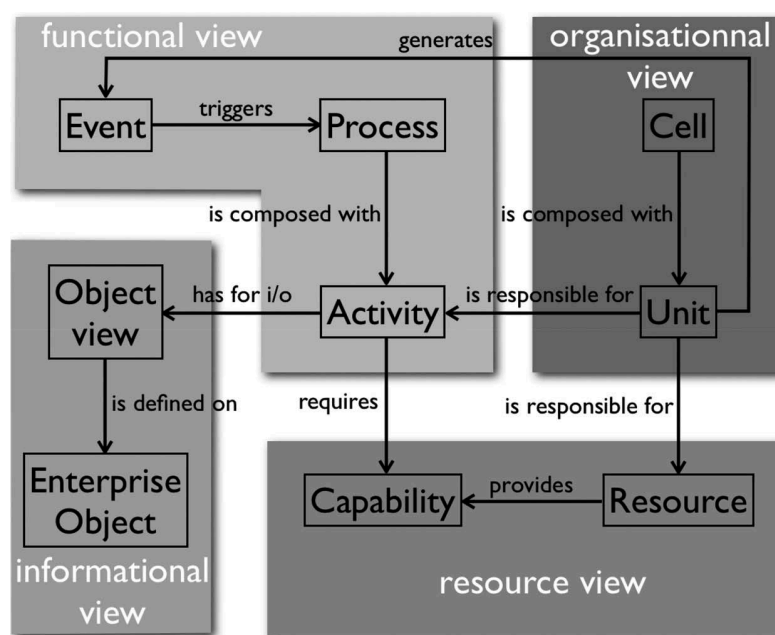 functional view
generates
organisationnal
view
Event
triggers
Process
Cell
is composed with
is composed with
Object
view
has for i/o
Activity
is responsible for
Unit
is defined on
requires
is responsible for
Enterprise
Object
Capability
provides
Resource
informational
view
resource view